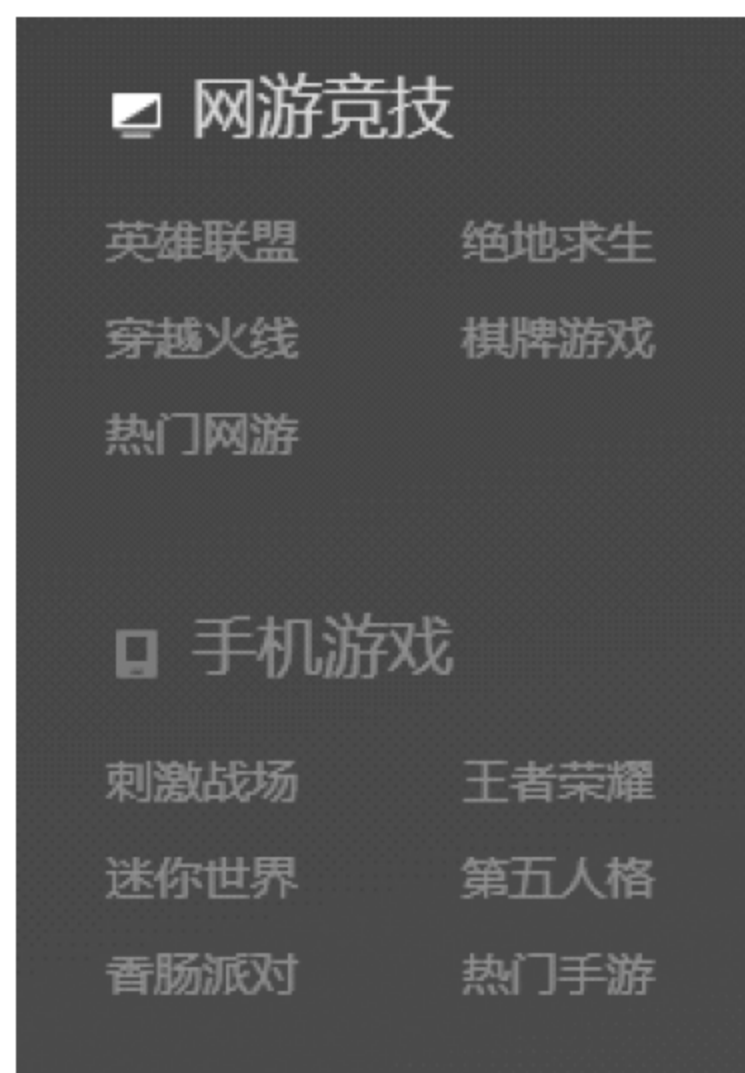 网游竞技
英雄联盟 绝地求生
穿越火线 棋牌游戏
热门网游
手机游戏
刺激战场 王者荣耀
迷你世界 第五人格
香肠派对 热门手游